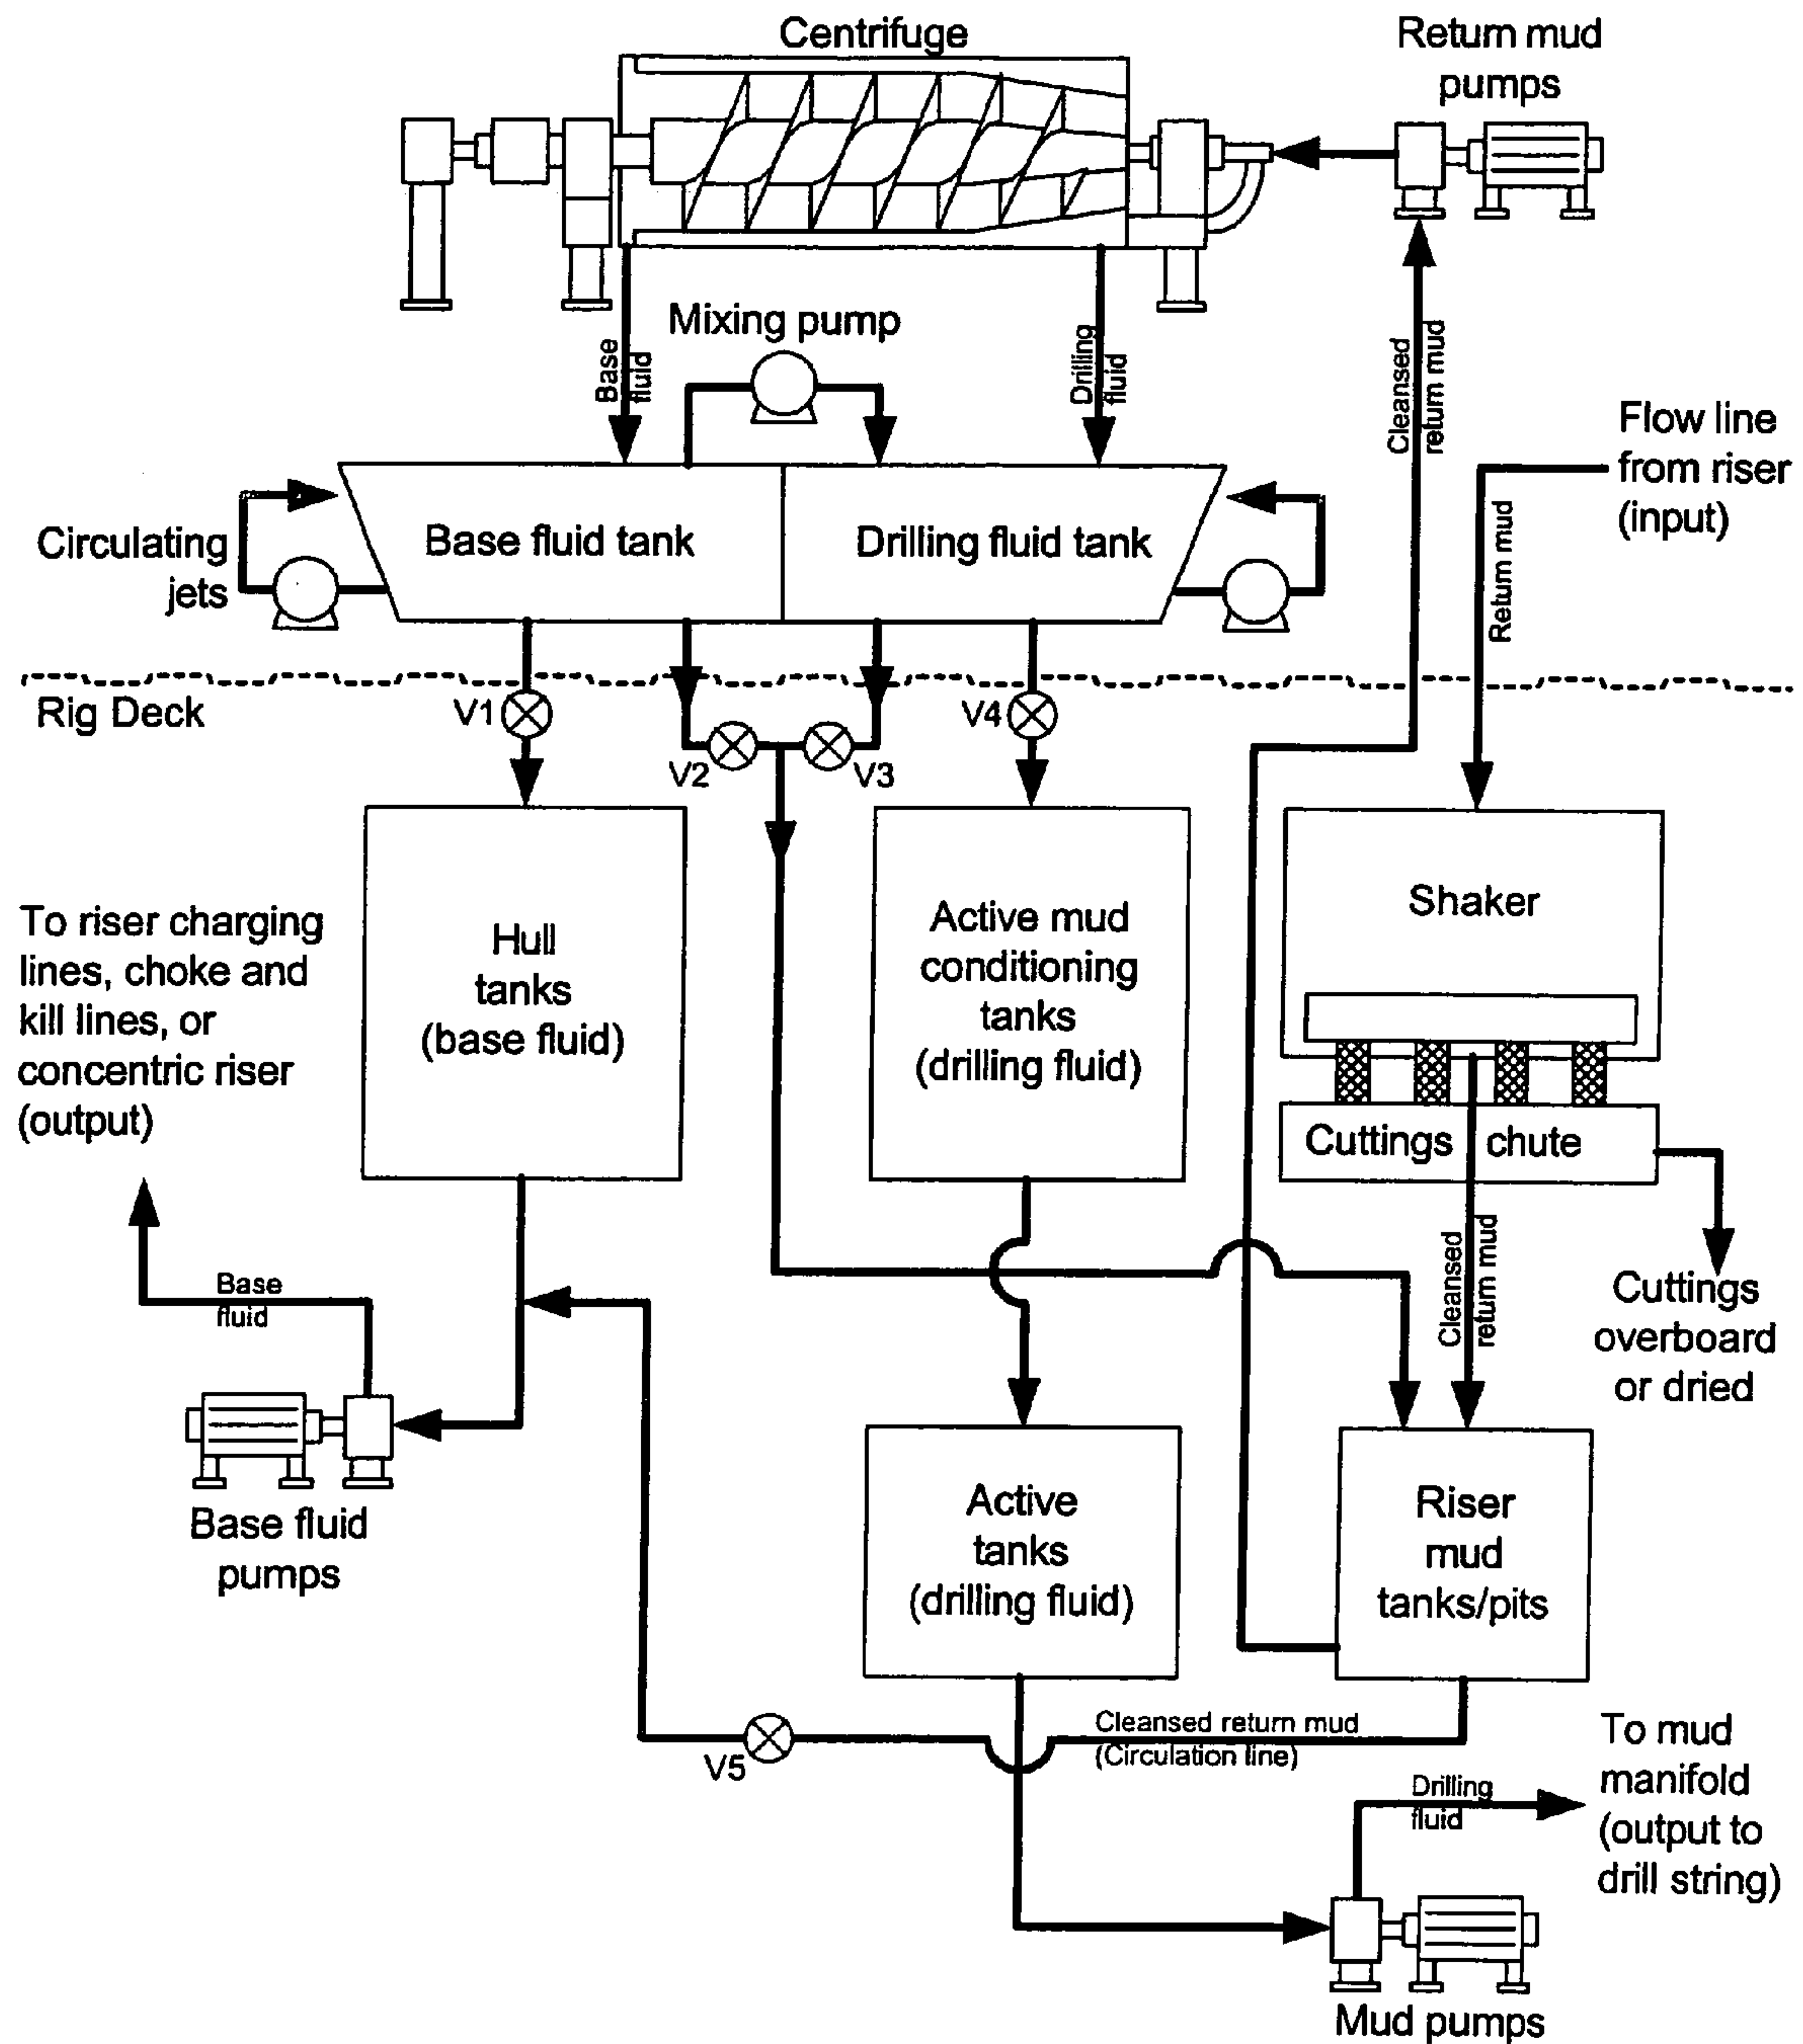 Centrifuge
Return mud
pumps
Mixing pump
Base
fluid
Drilling
fluid
Cleansed
return mud
Flow line
from riser
(input)
Return mud
Circulating
jets
Base fluid tank
Drilling fluid tank
Rig Deck
V1
V2
V3
V4
To riser charging
lines, choke and
kill lines, or
concentric riser
(output)
Hull
tanks
(base fluid)
Active mud
conditioning
tanks
(drilling fluid)
Shaker
Cuttings chute
Cleansed
return mud
Cuttings
overboard
or dried
Base
fluid
Base fluid
pumps
Active
tanks
(drilling fluid)
Riser
mud
tanks/pits
V5
Cleansed return mud
(Circulation line)
To mud
manifold
(output to
drill string)
Drilling
fluid
Mud pumps